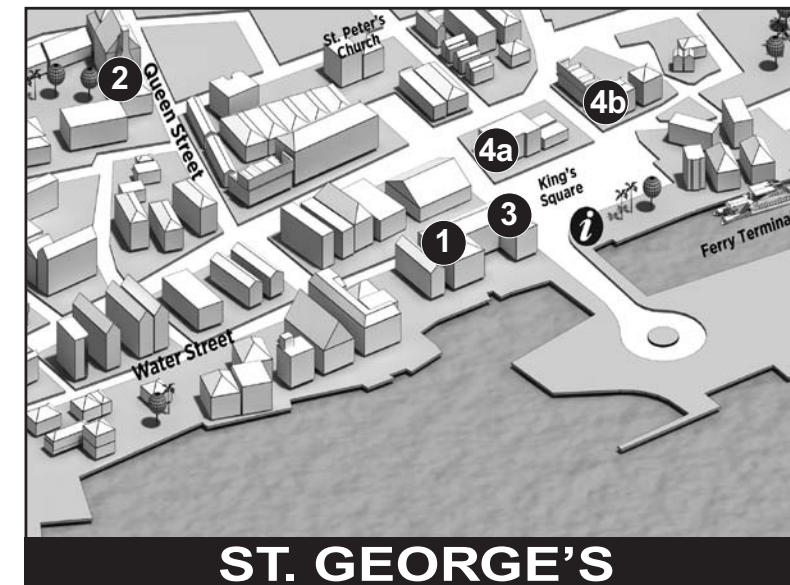 St. Peter's
Church
2
Queen Street
4b
4a
King's
Square
3
1
i
Ferry Termina
Water Street
ST. GEORGE'S